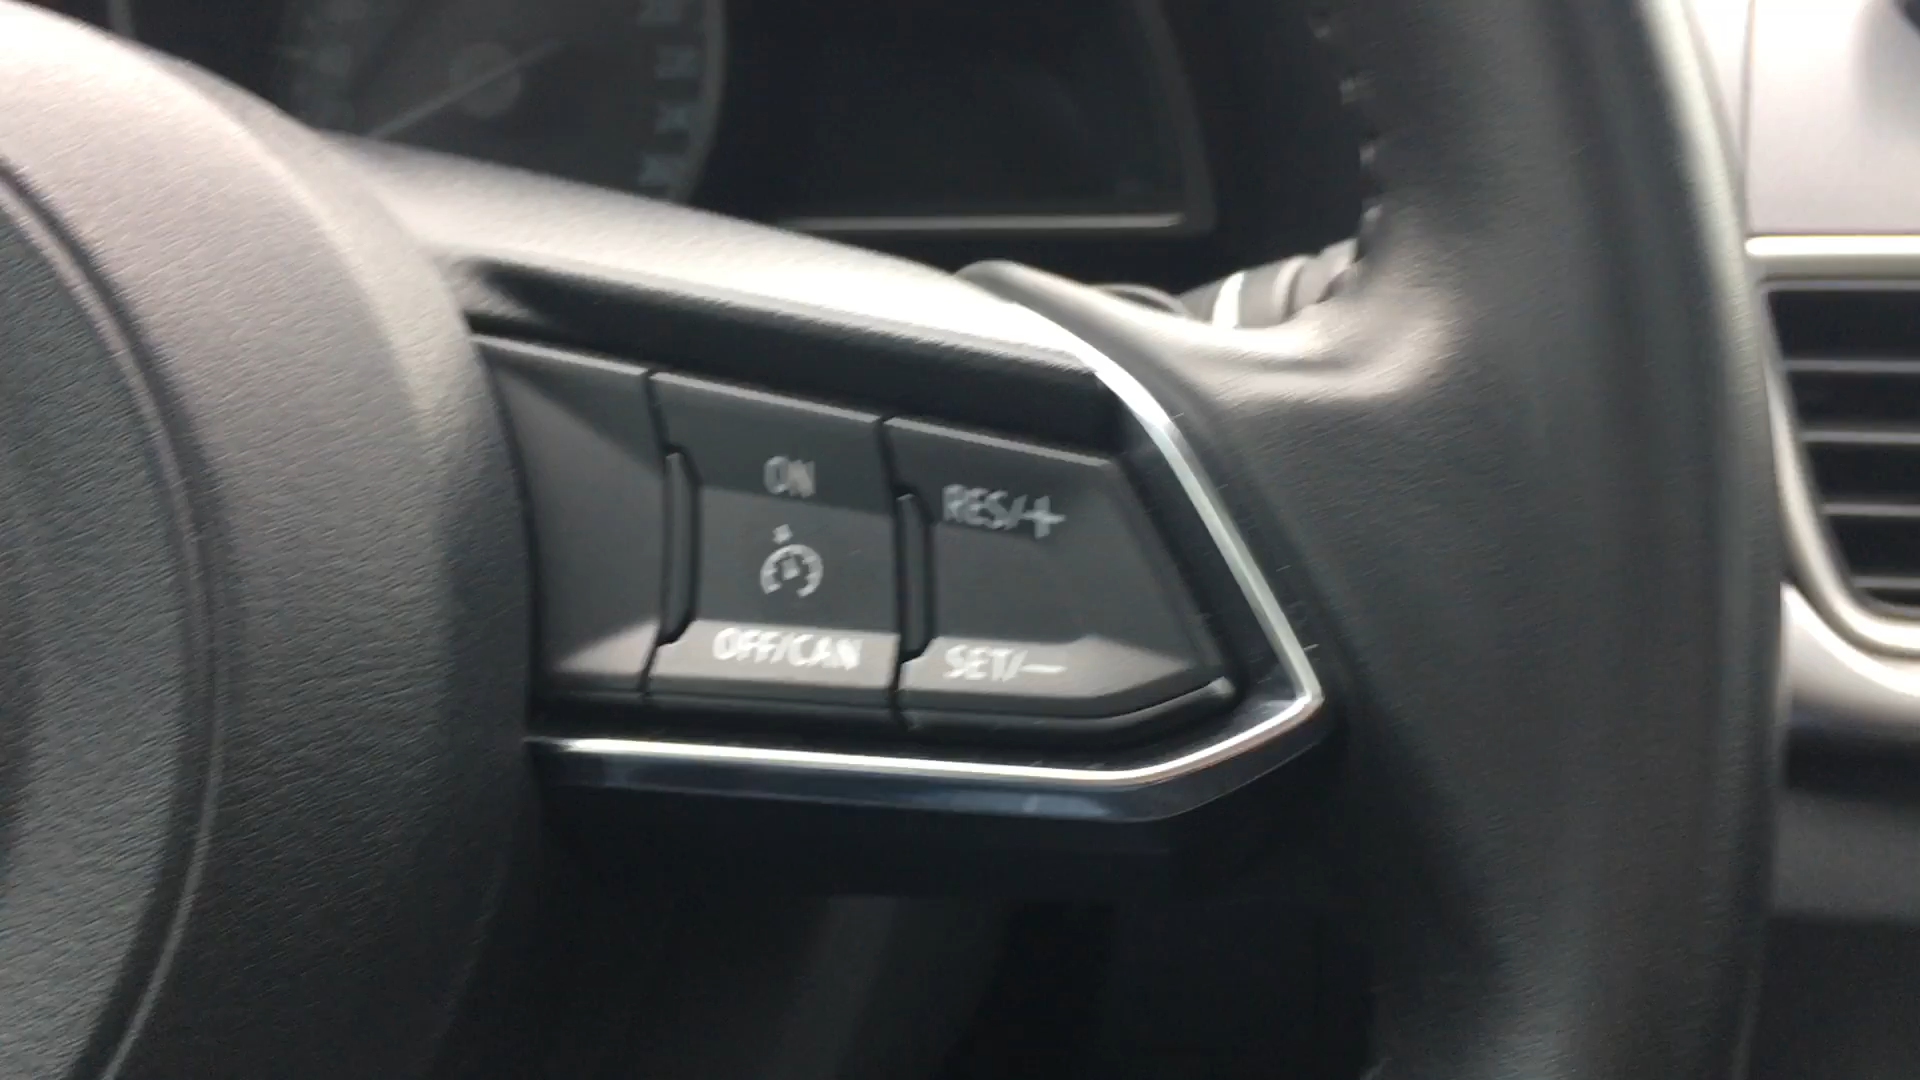 ON
RES/+
OFF/CAN
SET/—